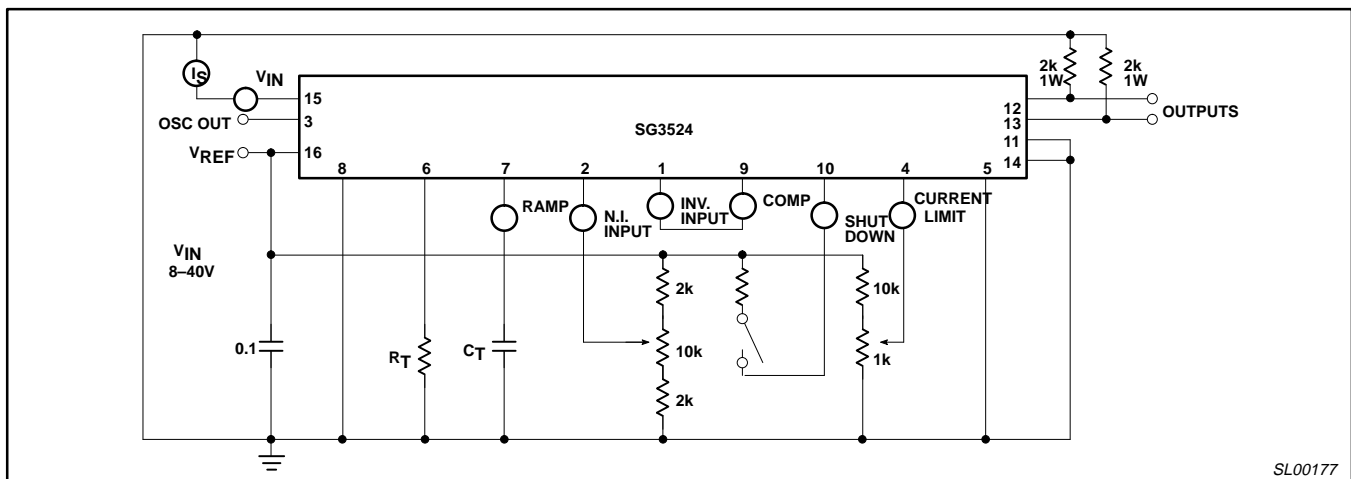 IS
VIN
2k
1W
2k
1W
15
12
OSC OUT
3
SG3524
13
OUTPUTS
VREF
16
11
14
8
6
7
2
1
9
10
4
5
RAMP
N.I.
INPUT
INV.
INPUT
COMP
SHUT
DOWN
CURRENT
LIMIT
VIN
8–40V
2k
10k
0.1
RT
CT
10k
1k
2k
SL00177